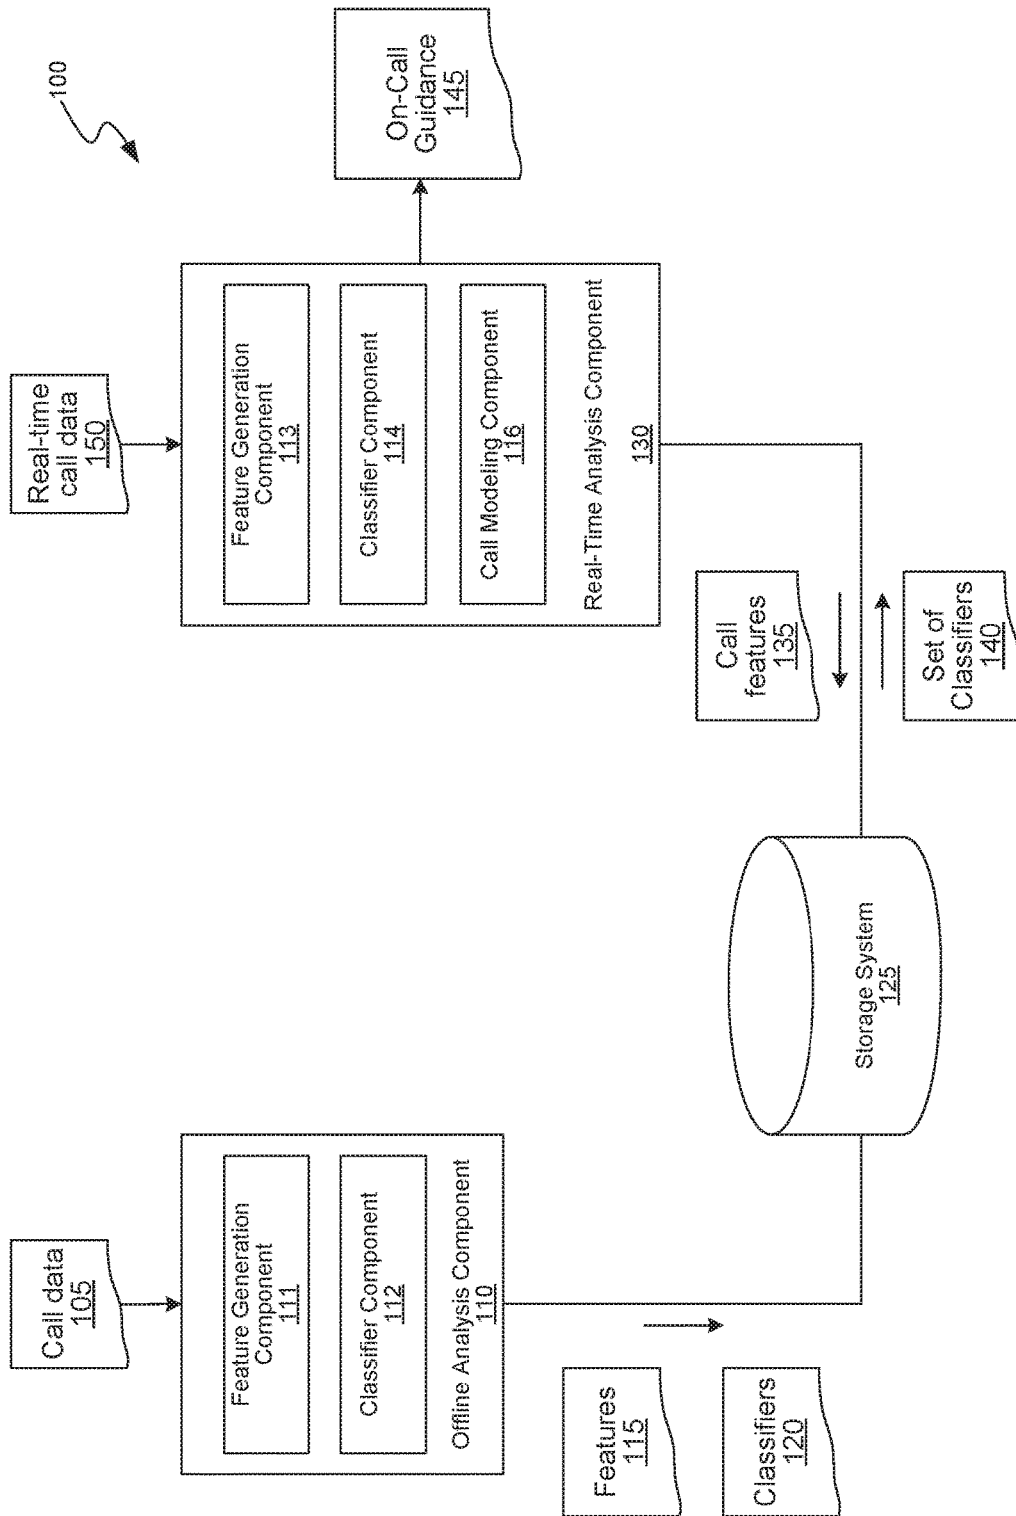 100
Call data
105
Feature Generation
Component
111
Classifier Component
112
Offline Analysis Component
110
Features
115
Classifiers
120
Storage System
125
Real-time
call data
150
Feature Generation
Component
113
Classifier Component
114
Call Modeling Component
116
Real-Time Analysis Component
130
On-Call
Guidance
145
Call
features
135
Set of
Classifiers
140